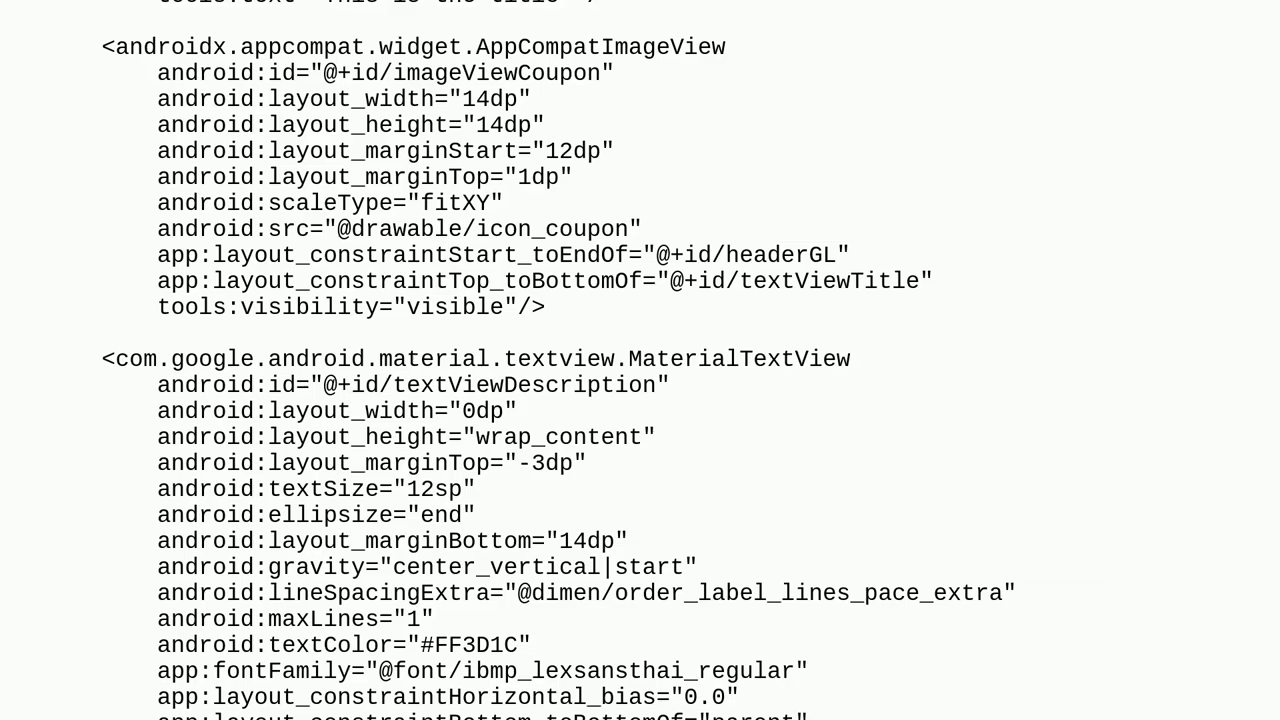 <androidx.appcompat.widget.AppCompatImageView
android:id="@+id/imageViewCoupon"
android:layout_width="14dp"
android:layout_height="14dp"
android:layout_marginStart="12dp"
android:layout_marginTop="1dp"
android:scaleType="fitXY"
android:src="@drawable/icon_coupon"
app:layout_constraintStart_toEndOf="@+id/headerGL"
app:layout_constraintTop_toBottomOf="@+id/textViewTitle"
tools:visibility="visible"/>
<com.google.android.material.textview.MaterialTextView
android:id="@+id/textViewDescription"
android:layout_width="0dp"
android:layout_height="wrap_content"
android:layout_marginTop="-3dp"
android:textSize="12sp"
android:ellipsize="end"
android:layout_marginBottom="14dp"
android:gravity="center_vertical|start"
android:lineSpacingExtra="@dimen/order_label_lines_pace_extra"
android:maxLines="1"
android:textColor="#FF3D1C"
app:fontFamily="@font/ibmp_lexsansthai_regular"
app:layout_constraintHorizontal_bias="0.0"
app:layout_constraintBottom_toBottomOf="parent"